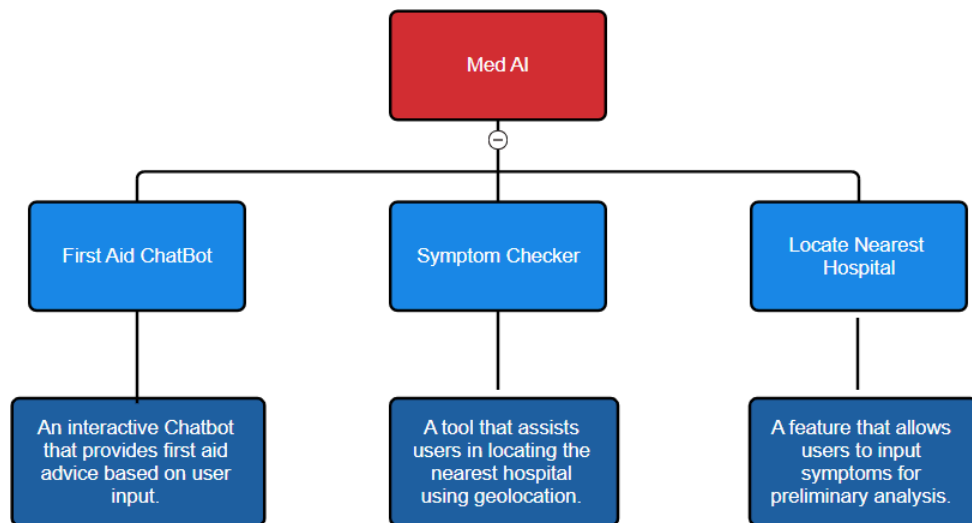 Med AI
First Aid ChatBot
Symptom Checker
Locate Nearest
Hospital
An interactive Chatbot
that provides first aid
advice based on user
input.
A tool that assists
users in locating the
nearest hospital
using geolocation.
A feature that allows
users to input
symptoms for
preliminary analysis.